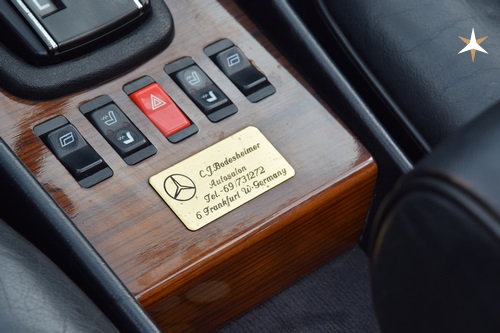 C.J.Bodesheimer
Autosalon
Tel.-69/731272
6 Frankfurt W-Germany